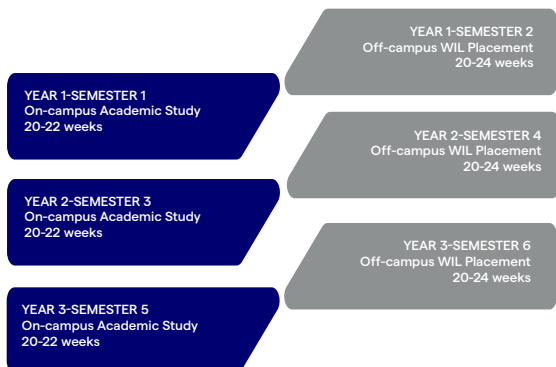 YEAR 1-SEMESTER 1
On-campus Academic Study
20-22 weeks
YEAR 1-SEMESTER 2
Off-campus WIL Placement
20-24 weeks
YEAR 2-SEMESTER 3
On-campus Academic Study
20-22 weeks
YEAR 2-SEMESTER 4
Off-campus WIL Placement
20-24 weeks
YEAR 3-SEMESTER 5
On-campus Academic Study
20-22 weeks
YEAR 3-SEMESTER 6
Off-campus WIL Placement
20-24 weeks